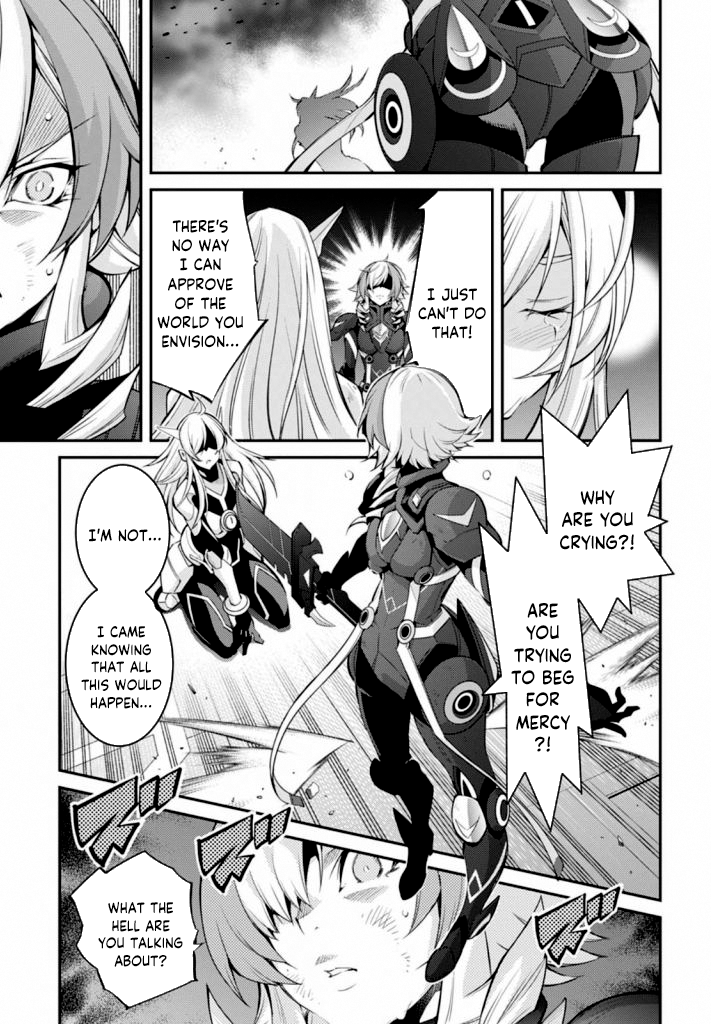 I JUST
CAN'T DO
THAT!
THERE'S
NO WAY
I CAN
APPROVE
OF THE
WORLD YOU
ENVISION...
WHY
ARE YOU
CRYING?!
ARE
YOU
TRYING
TO BEG
FOR
MERCY
?!
I'M NOT...
I CAME
KNOWING
THAT ALL
THIS WOULD
HAPPEN...
WHAT THE
HELL ARE
YOU TALKING
ABOUT?